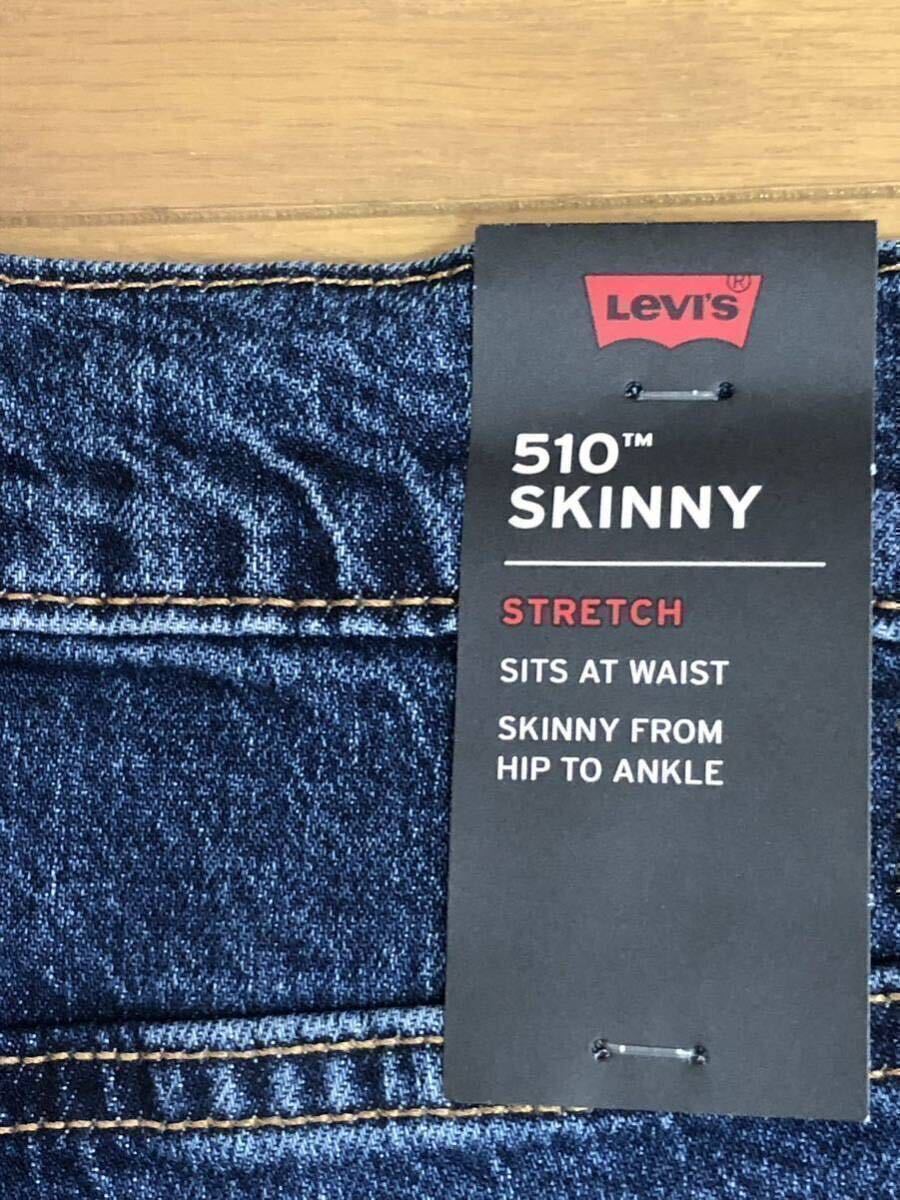 Levi's®
510™
SKINNY
STRETCH
SITS AT WAIST
SKINNY FROM
HIP TO ANKLE